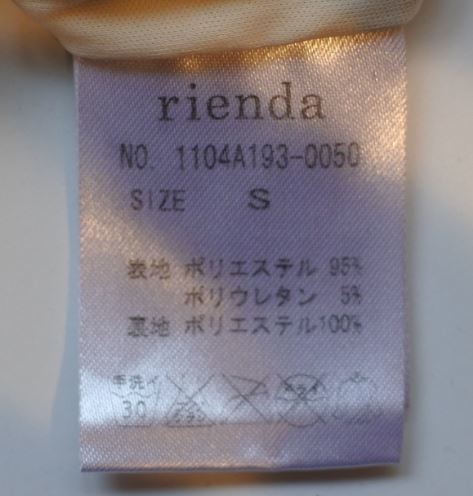 rienda
NO. 1104A193-0050
SIZE S
表地 ポリエステル 95%
ポリウレタン 5%
裏地 ポリエステル100%
手洗イ
30